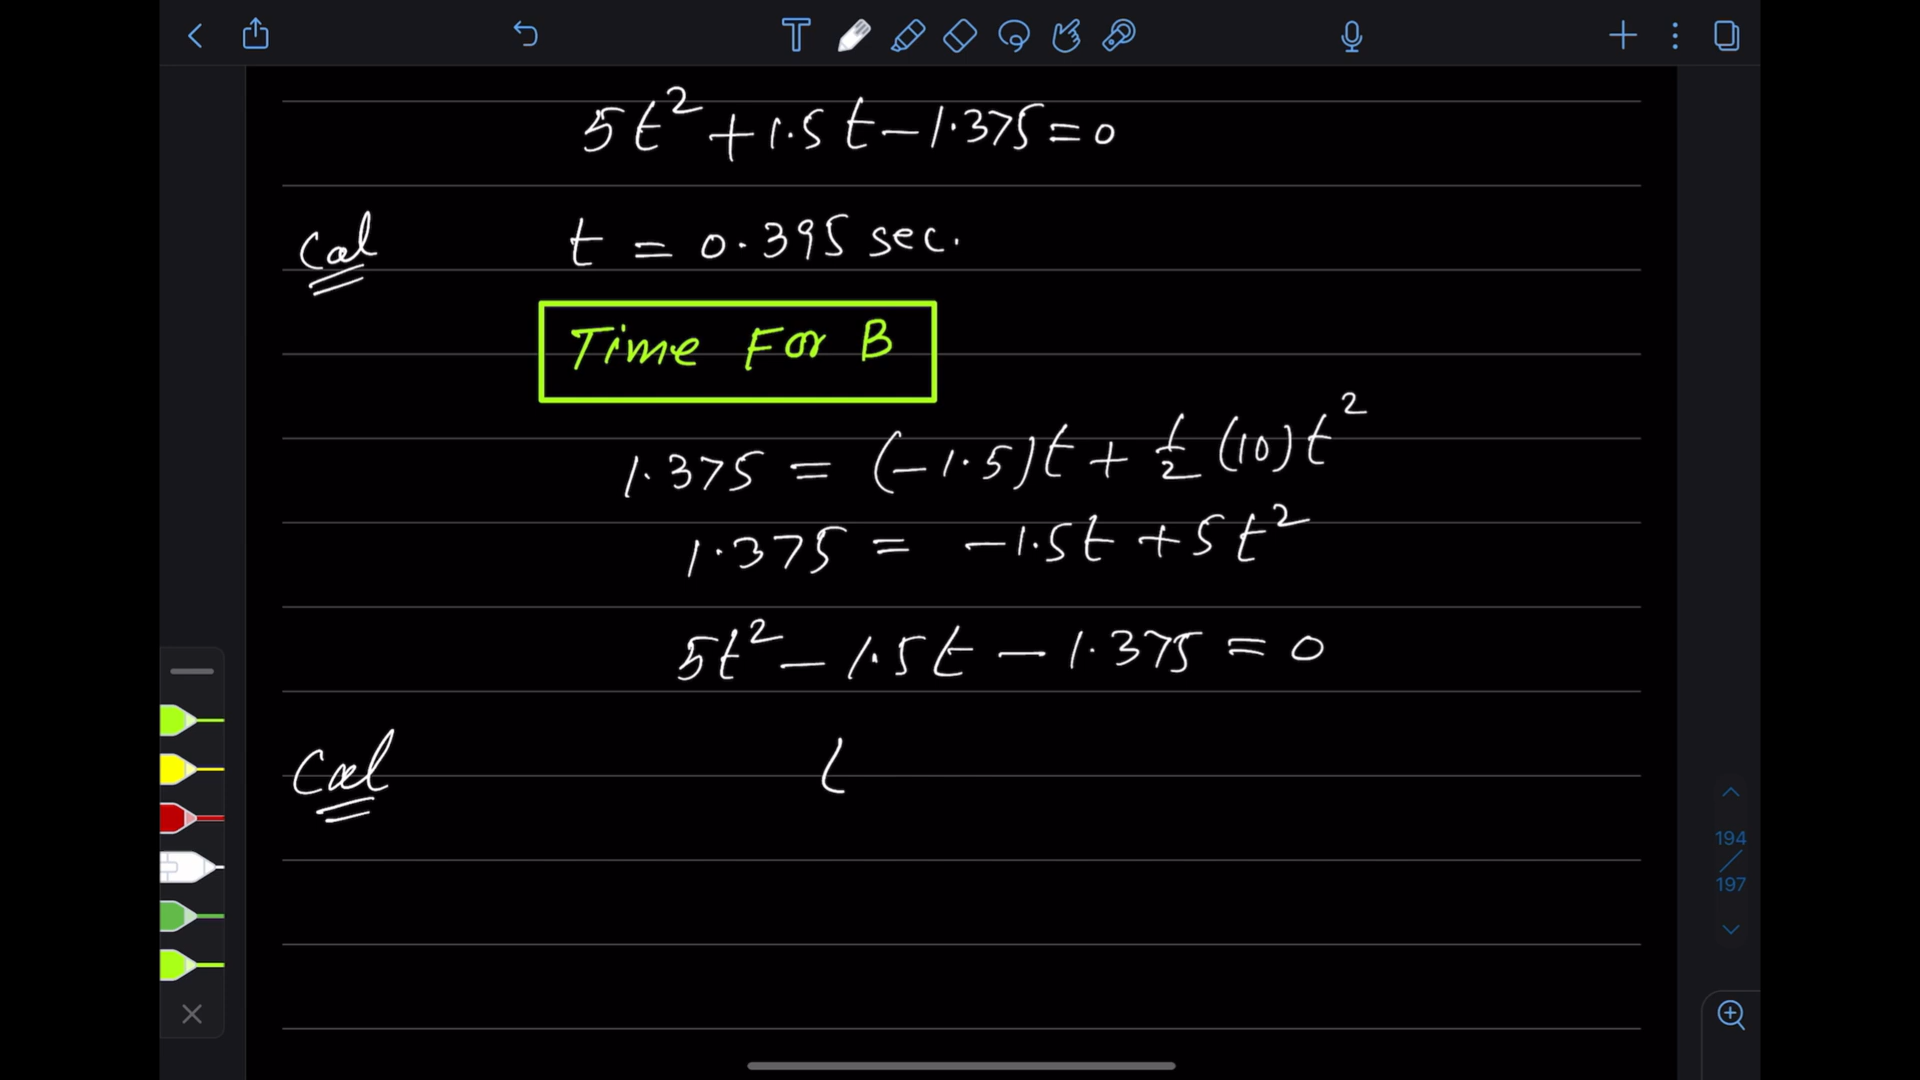 5t² + 1.5t - 1.375 = 0
Cal t = 0.395 sec.
Time For B
1.375 = (-1.5)t + 1/2 (10)t²
1.375 = -1.5t + 5t²
5t² - 1.5t - 1.375 = 0
Cal (
194
/
197